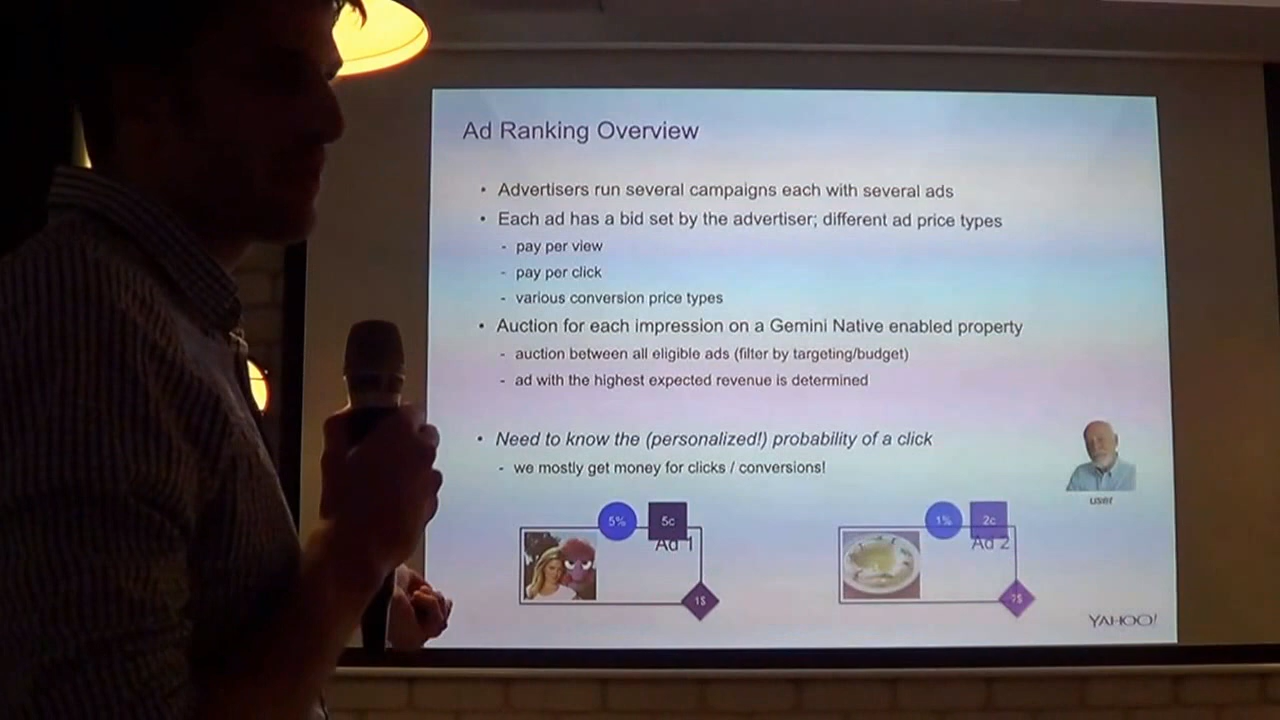 Ad Ranking Overview
• Advertisers run several campaigns each with several ads
• Each ad has a bid set by the advertiser; different ad price types
- pay per view
- pay per click
- various conversion price types
• Auction for each impression on a Gemini Native enabled property
- auction between all eligible ads (filter by targeting/budget)
- ad with the highest expected revenue is determined
• Need to know the (personalized!) probability of a click
- we mostly get money for clicks / conversions!
user
5% 5c
Ad 1
1$
1% 2c
Ad 2
YAHOO!